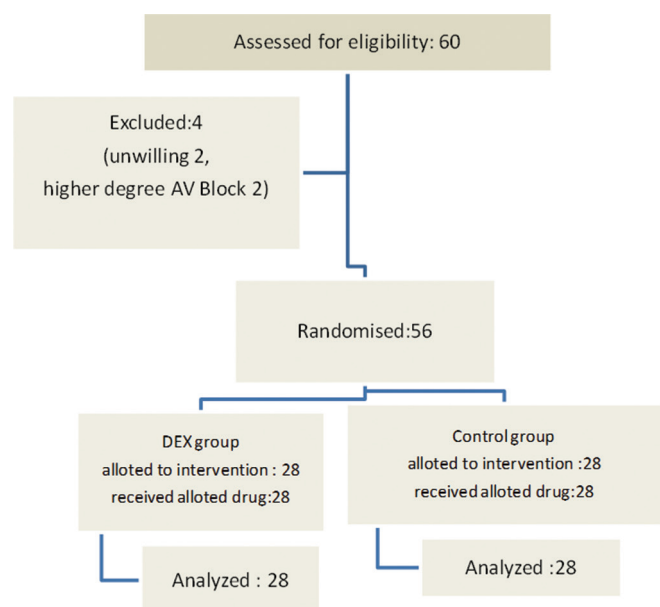 Assessed for eligibility: 60
Excluded:4
(unwilling 2,
higher degree AV Block 2)
Randomised:56
DEX group
alloted to intervention : 28
received alloted drug:28
Control group
alloted to intervention :28
received alloted drug:28
Analyzed : 28
Analyzed :28